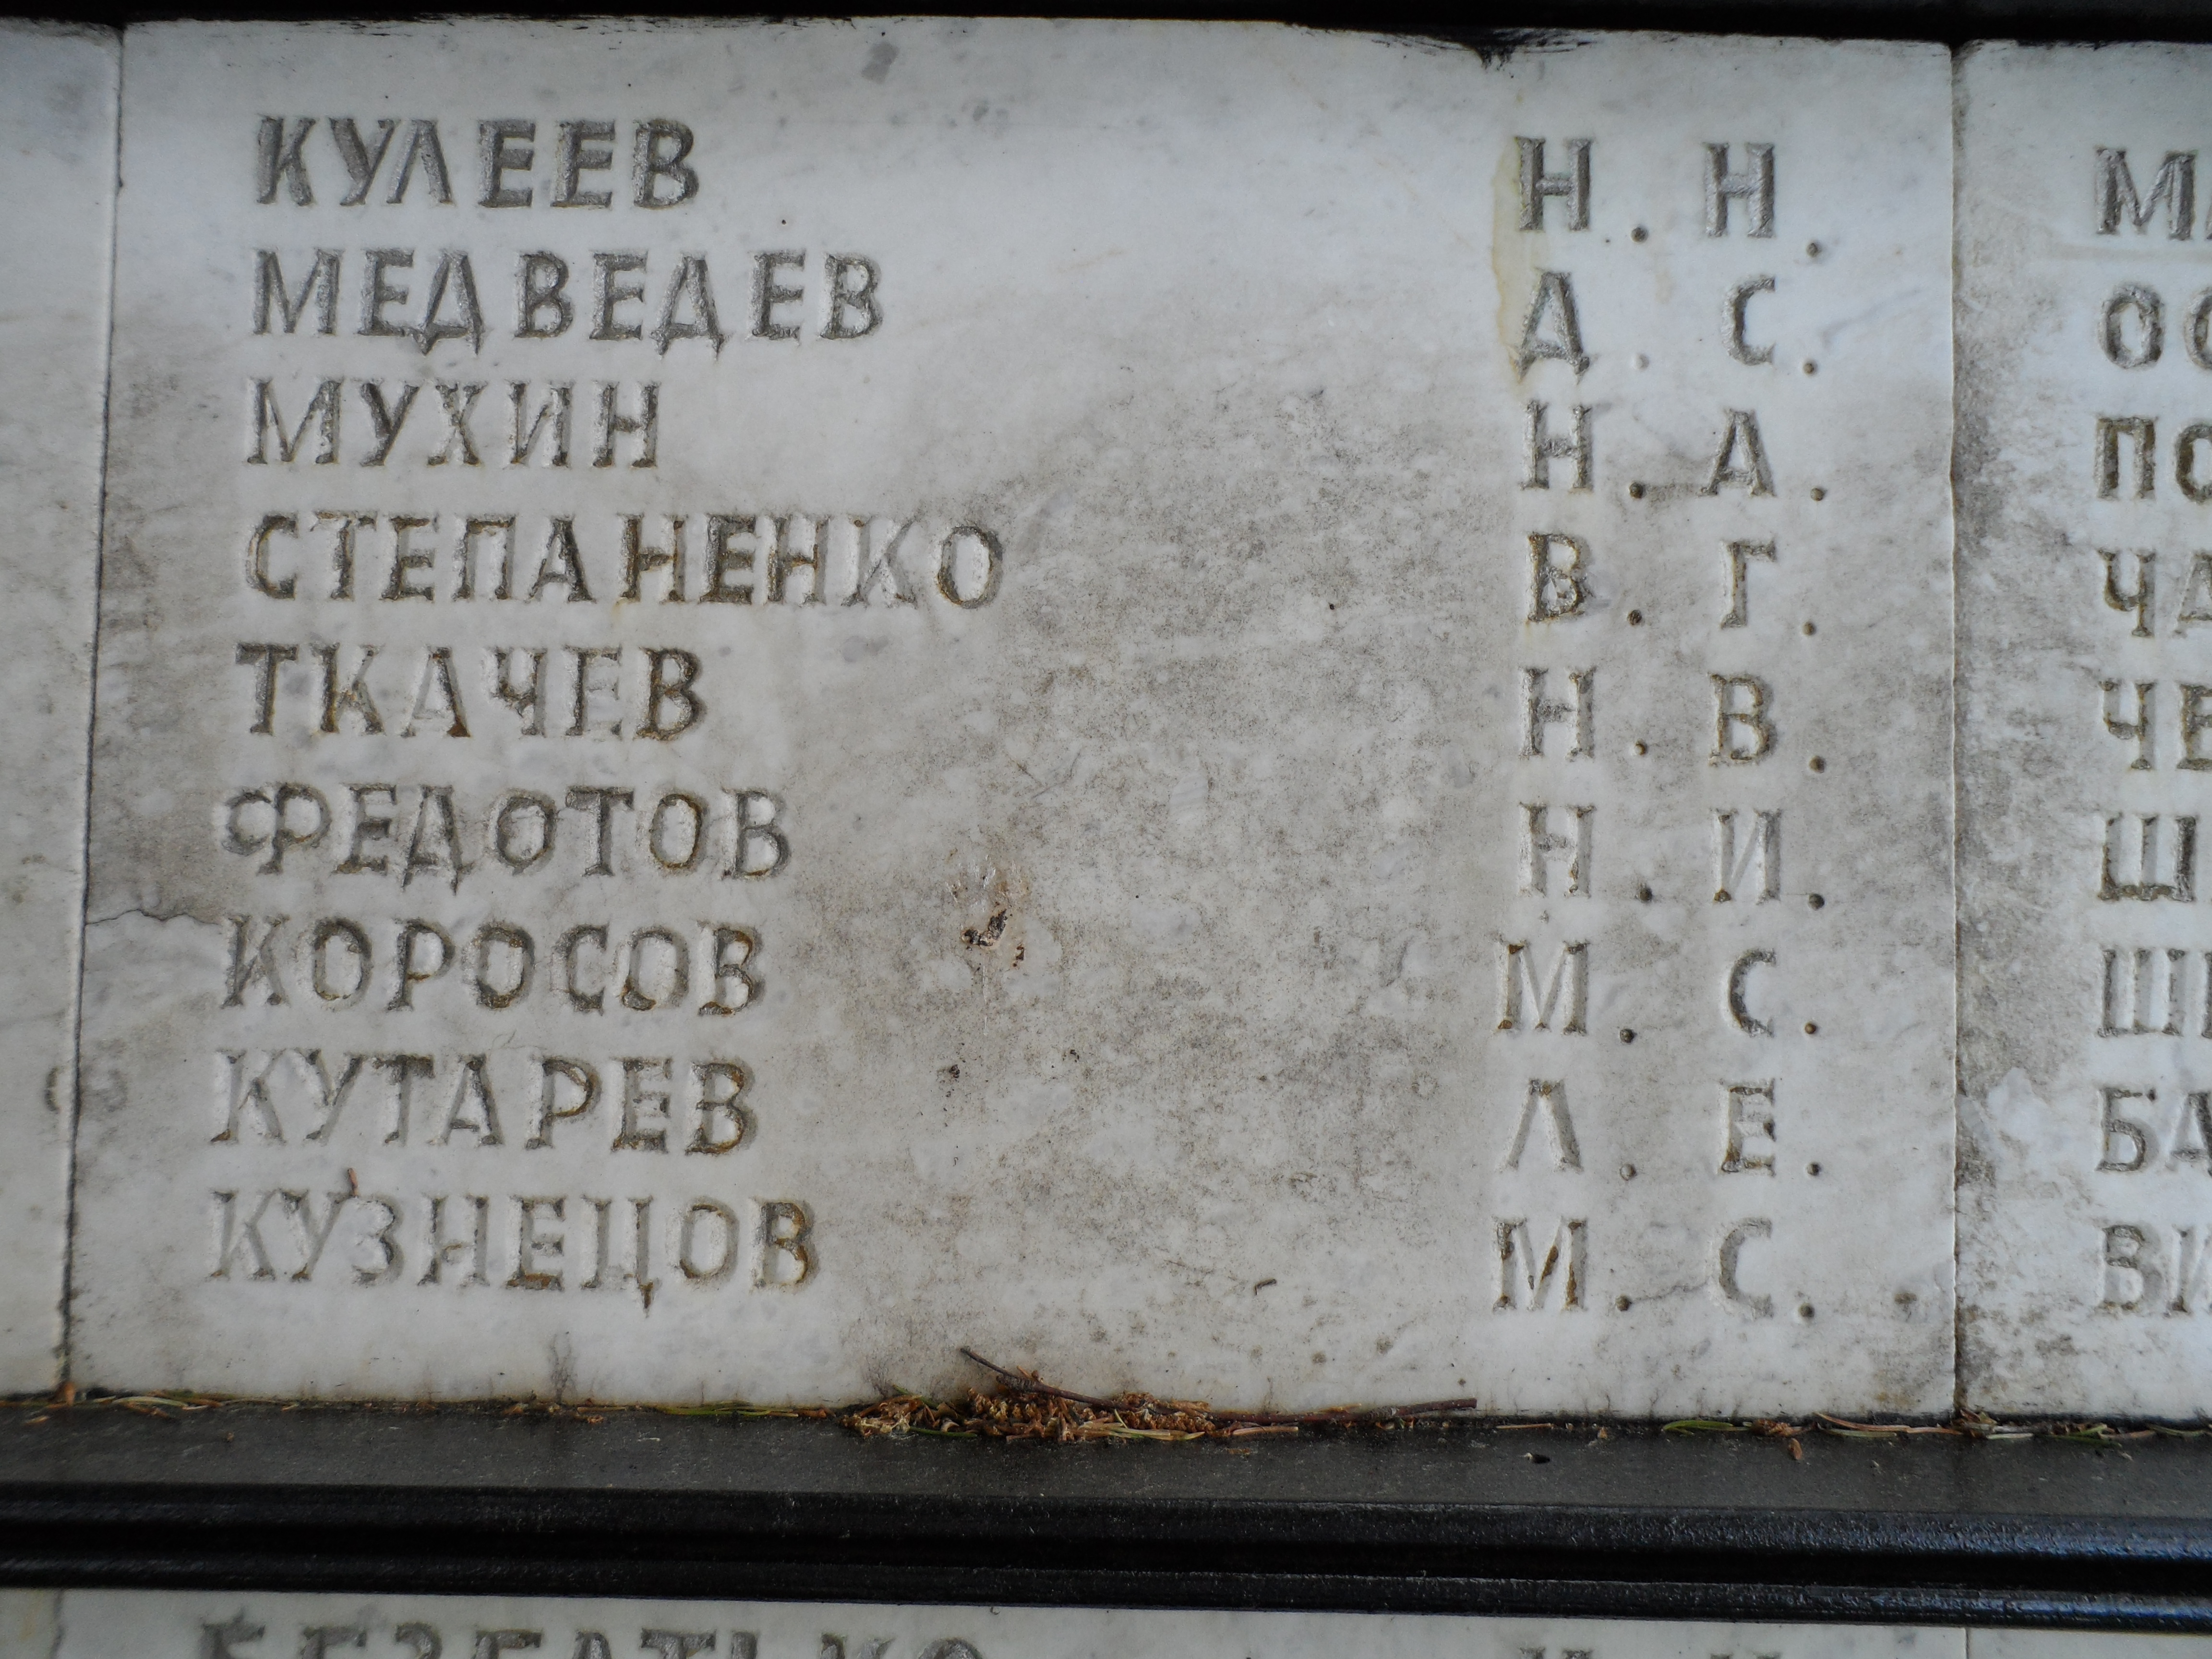 КУЛЕЕВ Н. Н.
МЕДВЕДЕВ Д. С.
МУХИН Н. А.
СТЕПАНЕНКО В. Г.
ТКАЧЕВ Н. В.
ФЕДОТОВ Н. И.
КОРОСОВ М. С.
КУТАРЕВ Л. Е.
КУЗНЕЦОВ М. С.